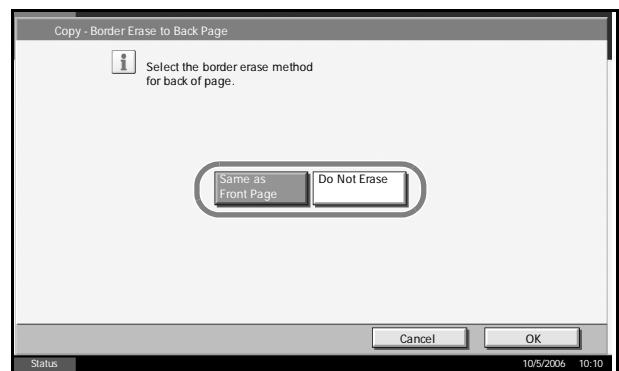 Copy - Border Erase to Back Page
Select the border erase method
for back of page.
Same as
Front Page
Do Not Erase
Cancel
OK
Status
10/5/2006 10:10